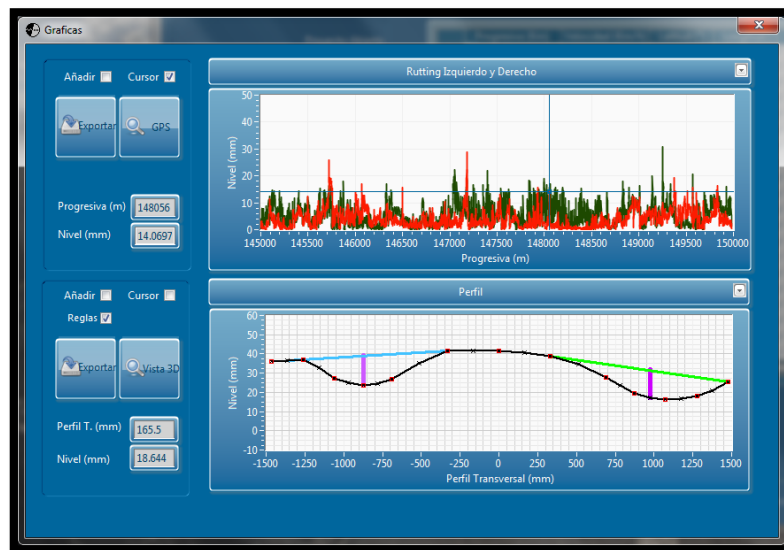 Graficas
Añadir Cursor
Exportar GPS
Progresiva (m) 148056
Nivel (mm) 14.0697
Rutting Izquierdo y Derecho
Nivel (mm)
50
40
30
20
10
0
145000 145500 146000 146500 147000 147500 148000 148500 149000 149500 150000
Progresiva (m)
Añadir Cursor
Reglas
Exportar Vista 3D
Perfil T. (mm) 165.5
Nivel (mm) 18.644
Perfil
Nivel (mm)
60
50
40
30
20
10
0
-10
-1500 -1250 -1000 -750 -500 -250 0 250 500 750 1000 1250 1500
Perfil Transversal (mm)